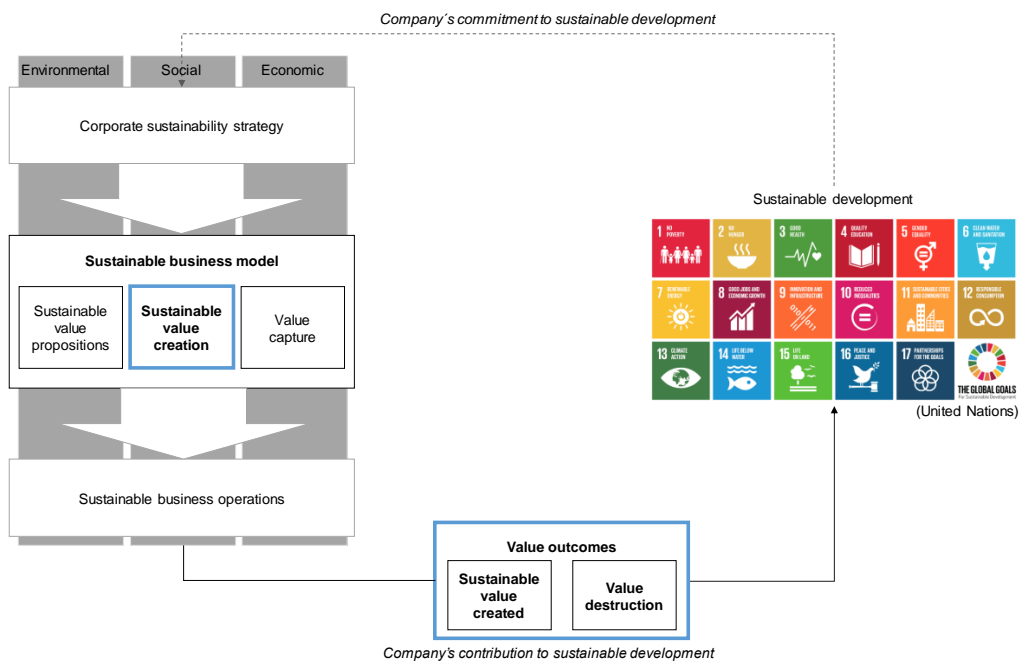 Company´s commitment to sustainable development
Environmental
Social
Economic
Corporate sustainability strategy
Sustainable business model
Sustainable
value
propositions
Sustainable
value
creation
Value
capture
Sustainable business operations
Sustainable development
1 NO
POVERTY
2 NO
HUNGER
3 GOOD
HEALTH
4 QUALITY
EDUCATION
5 GENDER
EQUALITY
6 CLEAN WATER
AND SANITATION
7 RENEWABLE
ENERGY
8 GOOD JOBS AND
ECONOMIC GROWTH
9 INNOVATION AND
INFRASTRUCTURE
10 REDUCED
INEQUALITIES
11 SUSTAINABLE CITIES
AND COMMUNITIES
12 RESPONSIBLE
CONSUMPTION
13 CLIMATE
ACTION
14 LIFE BELOW
WATER
15 LIFE
ON LAND
16 PEACE AND
JUSTICE
17 PARTNERSHIPS
FOR THE GOALS
THE GLOBAL GOALS
For Sustainable Development
(United Nations)
Value outcomes
Sustainable
value
created
Value
destruction
Company's contribution to sustainable development